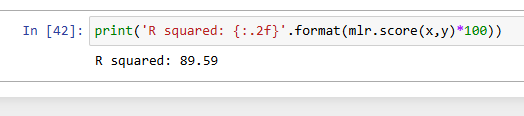 In [42]: print('R squared: {:.2f}'.format(mlr.score(x,y)*100))
R squared: 89.59